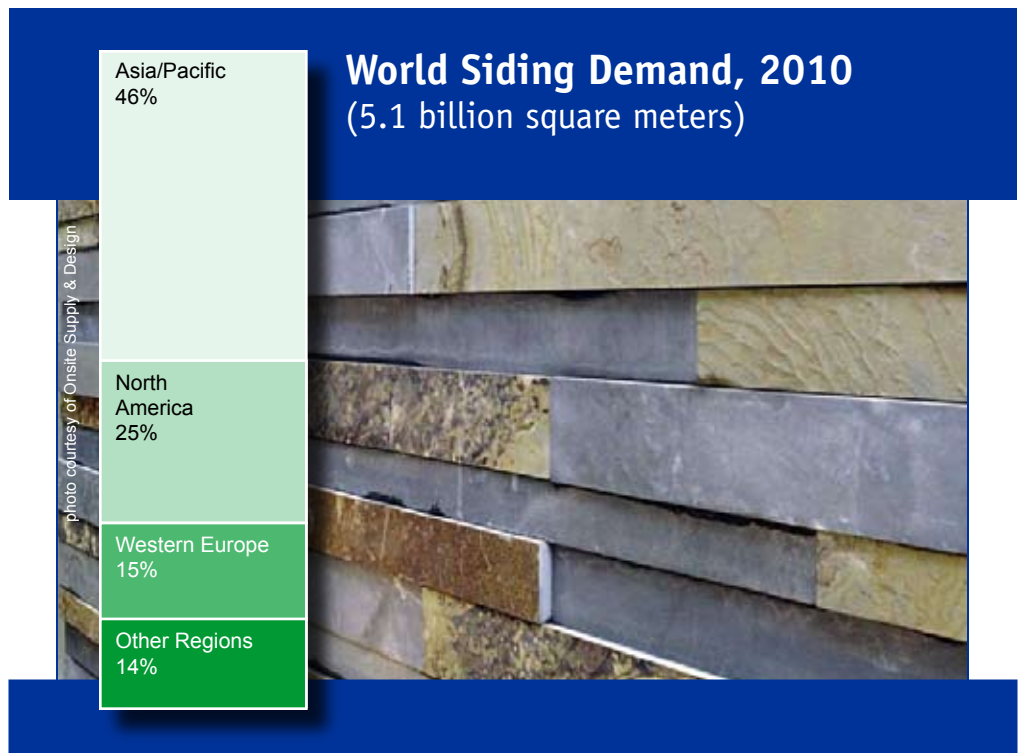 World Siding Demand, 2010
(5.1 billion square meters)
Asia/Pacific
46%
North
America
25%
Western Europe
15%
Other Regions
14%
photo courtesy of Onsite Supply & Design